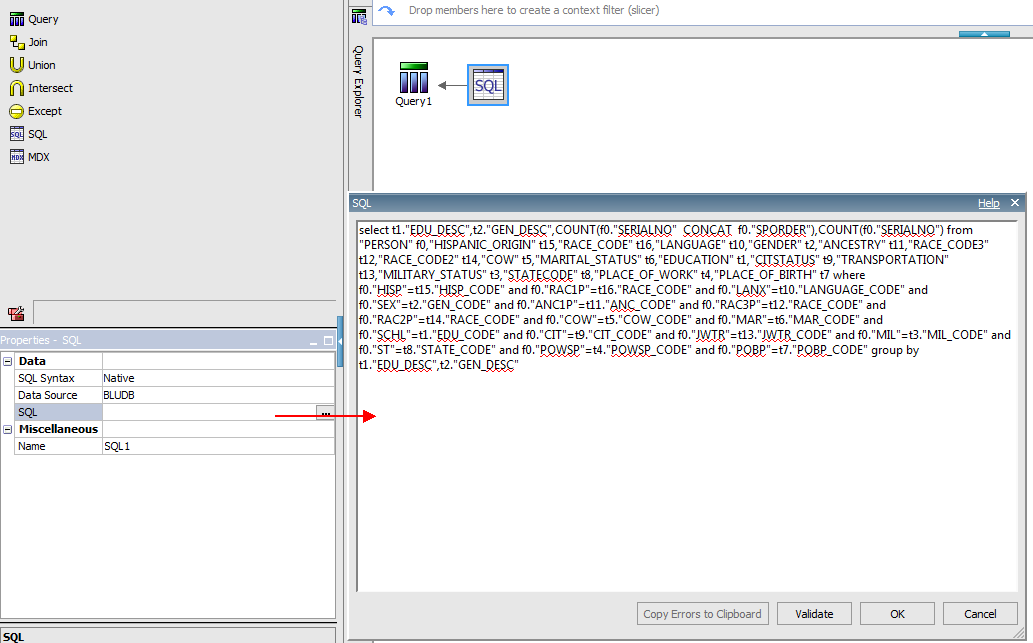 Query
Join
Union
Intersect
Except
SQL
MDX
Drop members here to create a context filter (slicer)
Query Explorer
Query1
SQL
Properties - SQL
Data
SQL Syntax Native
Data Source BLUDB
SQL ...
Miscellaneous
Name SQL1
SQL
SQL Help
select t1."EDU_DESC",t2."GEN_DESC",COUNT(f0."SERIALNO" CONCAT f0."SPORDER"),COUNT(f0."SERIALNO") from
"PERSON" f0,"HISPANIC_ORIGIN" t15,"RACE_CODE" t16,"LANGUAGE" t10,"GENDER" t2,"ANCESTRY" t11,"RACE_CODE3"
t12,"RACE_CODE2" t14,"COW" t5,"MARITAL_STATUS" t6,"EDUCATION" t1,"CITSTATUS" t9,"TRANSPORTATION"
t13,"MILITARY_STATUS" t3,"STATECODE" t8,"PLACE_OF_WORK" t4,"PLACE_OF_BIRTH" t7 where
f0."HISP"=t15."HISP_CODE" and f0."RAC1P"=t16."RACE_CODE" and f0."LANX"=t10."LANGUAGE_CODE" and
f0."SEX"=t2."GEN_CODE" and f0."ANC1P"=t11."ANC_CODE" and f0."RAC3P"=t12."RACE_CODE" and
f0."RAC2P"=t14."RACE_CODE" and f0."COW"=t5."COW_CODE" and f0."MAR"=t6."MAR_CODE" and
f0."SCHL"=t1."EDU_CODE" and f0."CIT"=t9."CIT_CODE" and f0."JWTR"=t13."JWTR_CODE" and f0."MIL"=t3."MIL_CODE" and
f0."ST"=t8."STATE_CODE" and f0."POWSP"=t4."POWSP_CODE" and f0."POBP"=t7."POBP_CODE" group by
t1."EDU_DESC",t2."GEN_DESC"
Copy Errors to Clipboard Validate OK Cancel